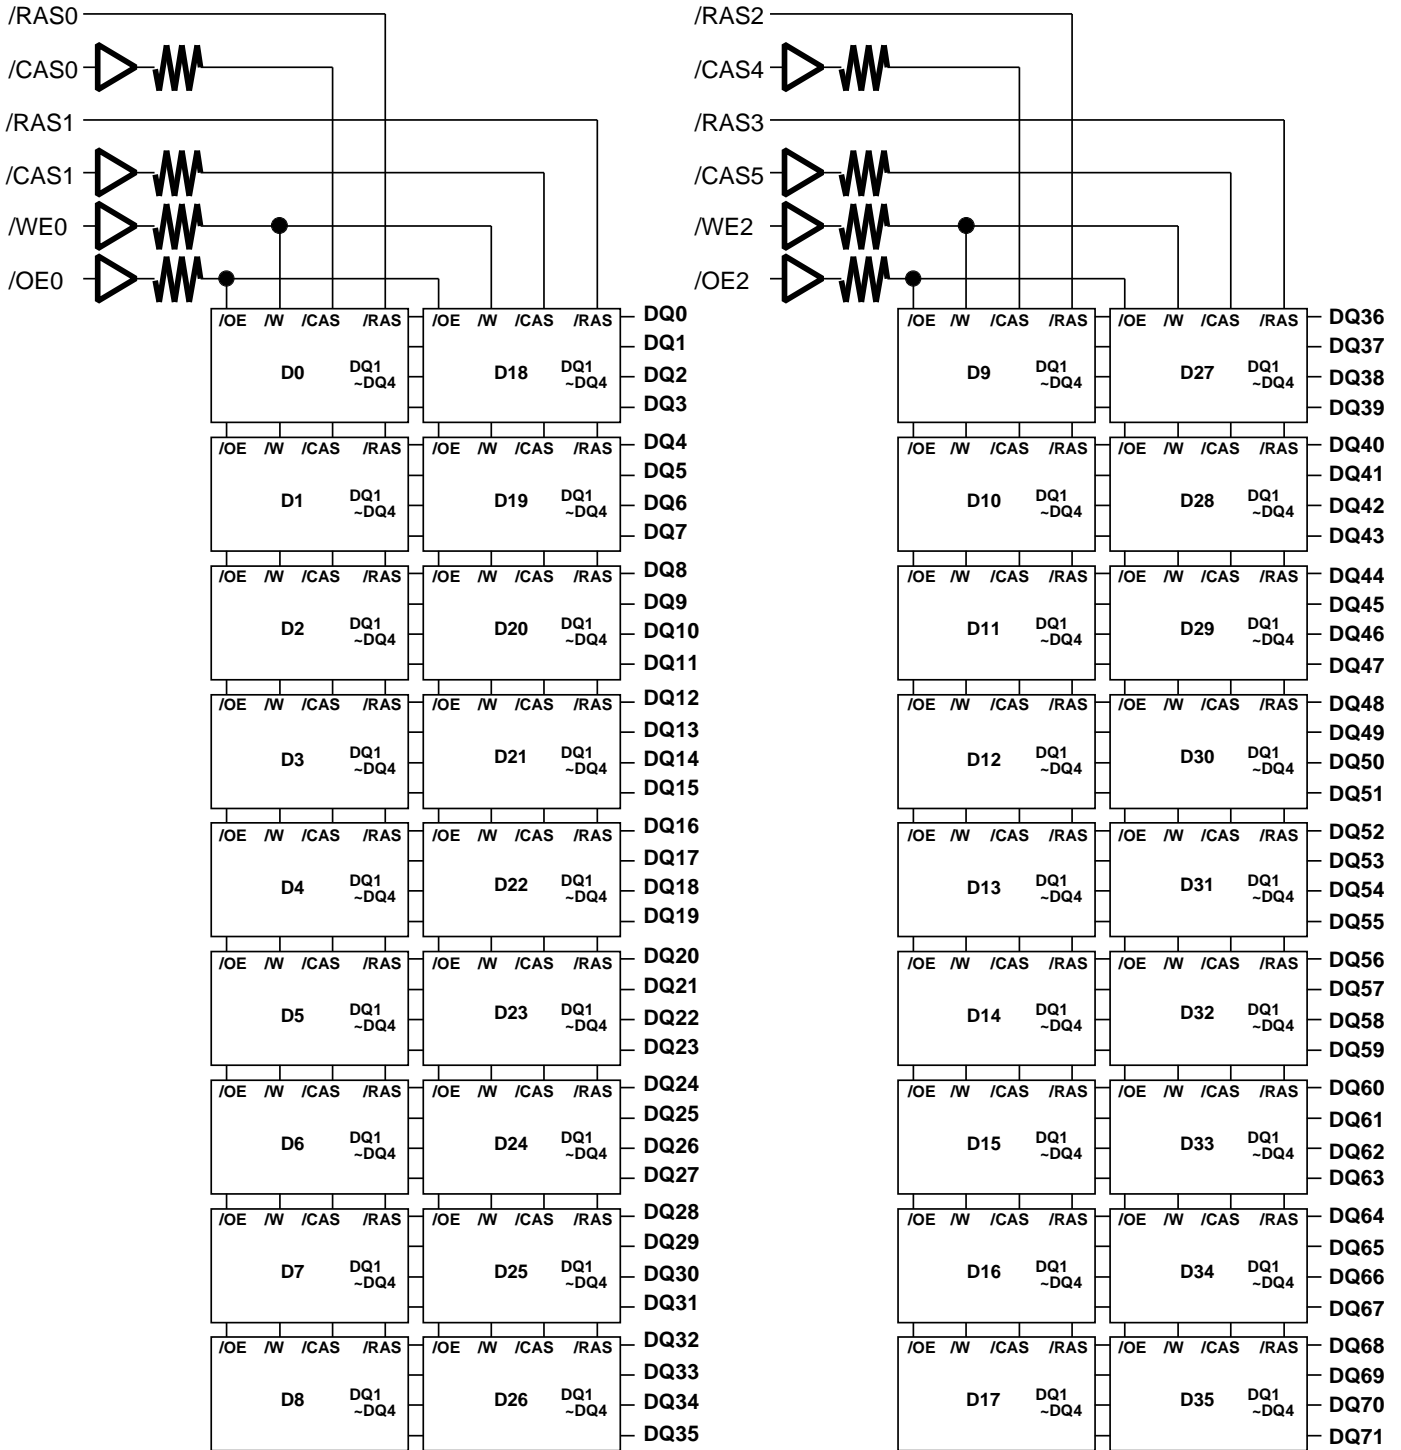 /RAS0
/CAS0
/RAS1
/CAS1
/WE0
/OE0
/RAS2
/CAS4
/RAS3
/CAS5
/WE2
/OE2
/OE /W /CAS /RAS /OE /W /CAS /RAS DQ0
DQ1
D0 DQ1 ~DQ4 D18 DQ1 ~DQ4 DQ2
DQ3
/OE /W /CAS /RAS /OE /W /CAS /RAS DQ4
DQ5
D1 DQ1 ~DQ4 D19 DQ1 ~DQ4 DQ6
DQ7
/OE /W /CAS /RAS /OE /W /CAS /RAS DQ8
DQ9
D2 DQ1 ~DQ4 D20 DQ1 ~DQ4 DQ10
DQ11
/OE /W /CAS /RAS /OE /W /CAS /RAS DQ12
DQ13
D3 DQ1 ~DQ4 D21 DQ1 ~DQ4 DQ14
DQ15
/OE /W /CAS /RAS /OE /W /CAS /RAS DQ16
DQ17
D4 DQ1 ~DQ4 D22 DQ1 ~DQ4 DQ18
DQ19
/OE /W /CAS /RAS /OE /W /CAS /RAS DQ20
DQ21
D5 DQ1 ~DQ4 D23 DQ1 ~DQ4 DQ22
DQ23
/OE /W /CAS /RAS /OE /W /CAS /RAS DQ24
DQ25
D6 DQ1 ~DQ4 D24 DQ1 ~DQ4 DQ26
DQ27
/OE /W /CAS /RAS /OE /W /CAS /RAS DQ28
DQ29
D7 DQ1 ~DQ4 D25 DQ1 ~DQ4 DQ30
DQ31
/OE /W /CAS /RAS /OE /W /CAS /RAS DQ32
DQ33
D8 DQ1 ~DQ4 D26 DQ1 ~DQ4 DQ34
DQ35
/OE /W /CAS /RAS /OE /W /CAS /RAS DQ36
DQ37
D9 DQ1 ~DQ4 D27 DQ1 ~DQ4 DQ38
DQ39
/OE /W /CAS /RAS /OE /W /CAS /RAS DQ40
DQ41
D10 DQ1 ~DQ4 D28 DQ1 ~DQ4 DQ42
DQ43
/OE /W /CAS /RAS /OE /W /CAS /RAS DQ44
DQ45
D11 DQ1 ~DQ4 D29 DQ1 ~DQ4 DQ46
DQ47
/OE /W /CAS /RAS /OE /W /CAS /RAS DQ48
DQ49
D12 DQ1 ~DQ4 D30 DQ1 ~DQ4 DQ50
DQ51
/OE /W /CAS /RAS /OE /W /CAS /RAS DQ52
DQ53
D13 DQ1 ~DQ4 D31 DQ1 ~DQ4 DQ54
DQ55
/OE /W /CAS /RAS /OE /W /CAS /RAS DQ56
DQ57
D14 DQ1 ~DQ4 D32 DQ1 ~DQ4 DQ58
DQ59
/OE /W /CAS /RAS /OE /W /CAS /RAS DQ60
DQ61
D15 DQ1 ~DQ4 D33 DQ1 ~DQ4 DQ62
DQ63
/OE /W /CAS /RAS /OE /W /CAS /RAS DQ64
DQ65
D16 DQ1 ~DQ4 D34 DQ1 ~DQ4 DQ66
DQ67
/OE /W /CAS /RAS /OE /W /CAS /RAS DQ68
DQ69
D17 DQ1 ~DQ4 D35 DQ1 ~DQ4 DQ70
DQ71